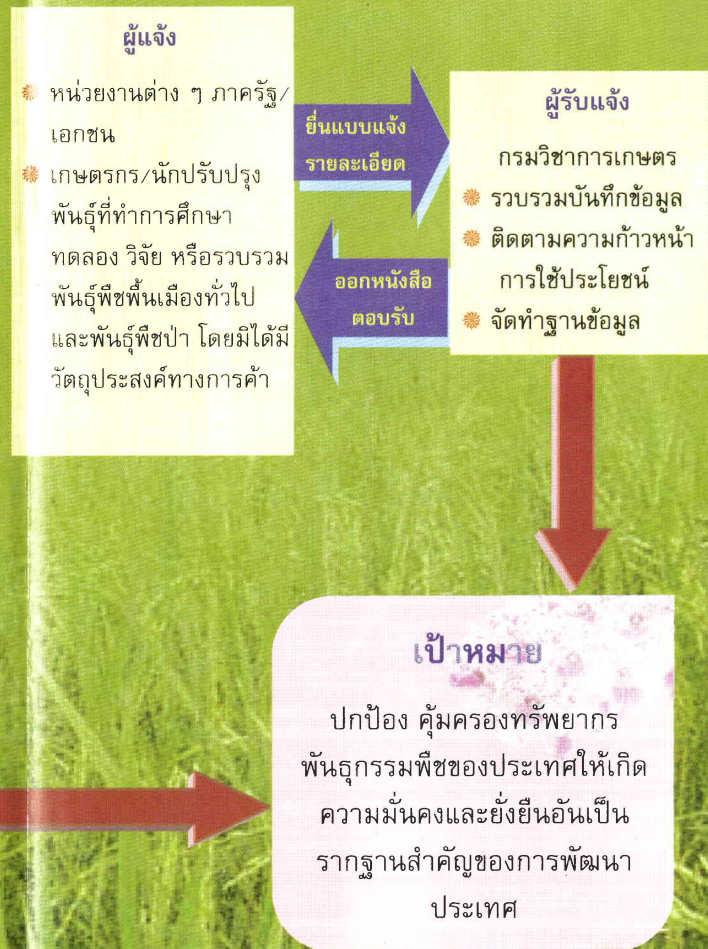 ผู้แจ้ง
หน่วยงานต่าง ๆ ภาครัฐ/
เอกชน
เกษตรกร/นักปรับปรุง
พันธุ์ที่ทำการศึกษา
ทดลอง วิจัย หรือรวบรวม
พันธุ์พืชพื้นเมืองทั่วไป
และพันธุ์พืชป่า โดยมิได้มี
วัตถุประสงค์ทางการค้า
ยื่นแบบแจ้ง
รายละเอียด
ออกหนังสือ
ตอบรับ
ผู้รับแจ้ง
กรมวิชาการเกษตร
รวบรวมบันทึกข้อมูล
ติดตามความก้าวหน้า
การใช้ประโยชน์
จัดทำฐานข้อมูล
เป้าหมาย
ปกป้อง คุ้มครองทรัพยากร
พันธุกรรมพืชของประเทศให้เกิด
ความมั่นคงและยั่งยืนอันเป็น
รากฐานสำคัญของการพัฒนา
ประเทศ